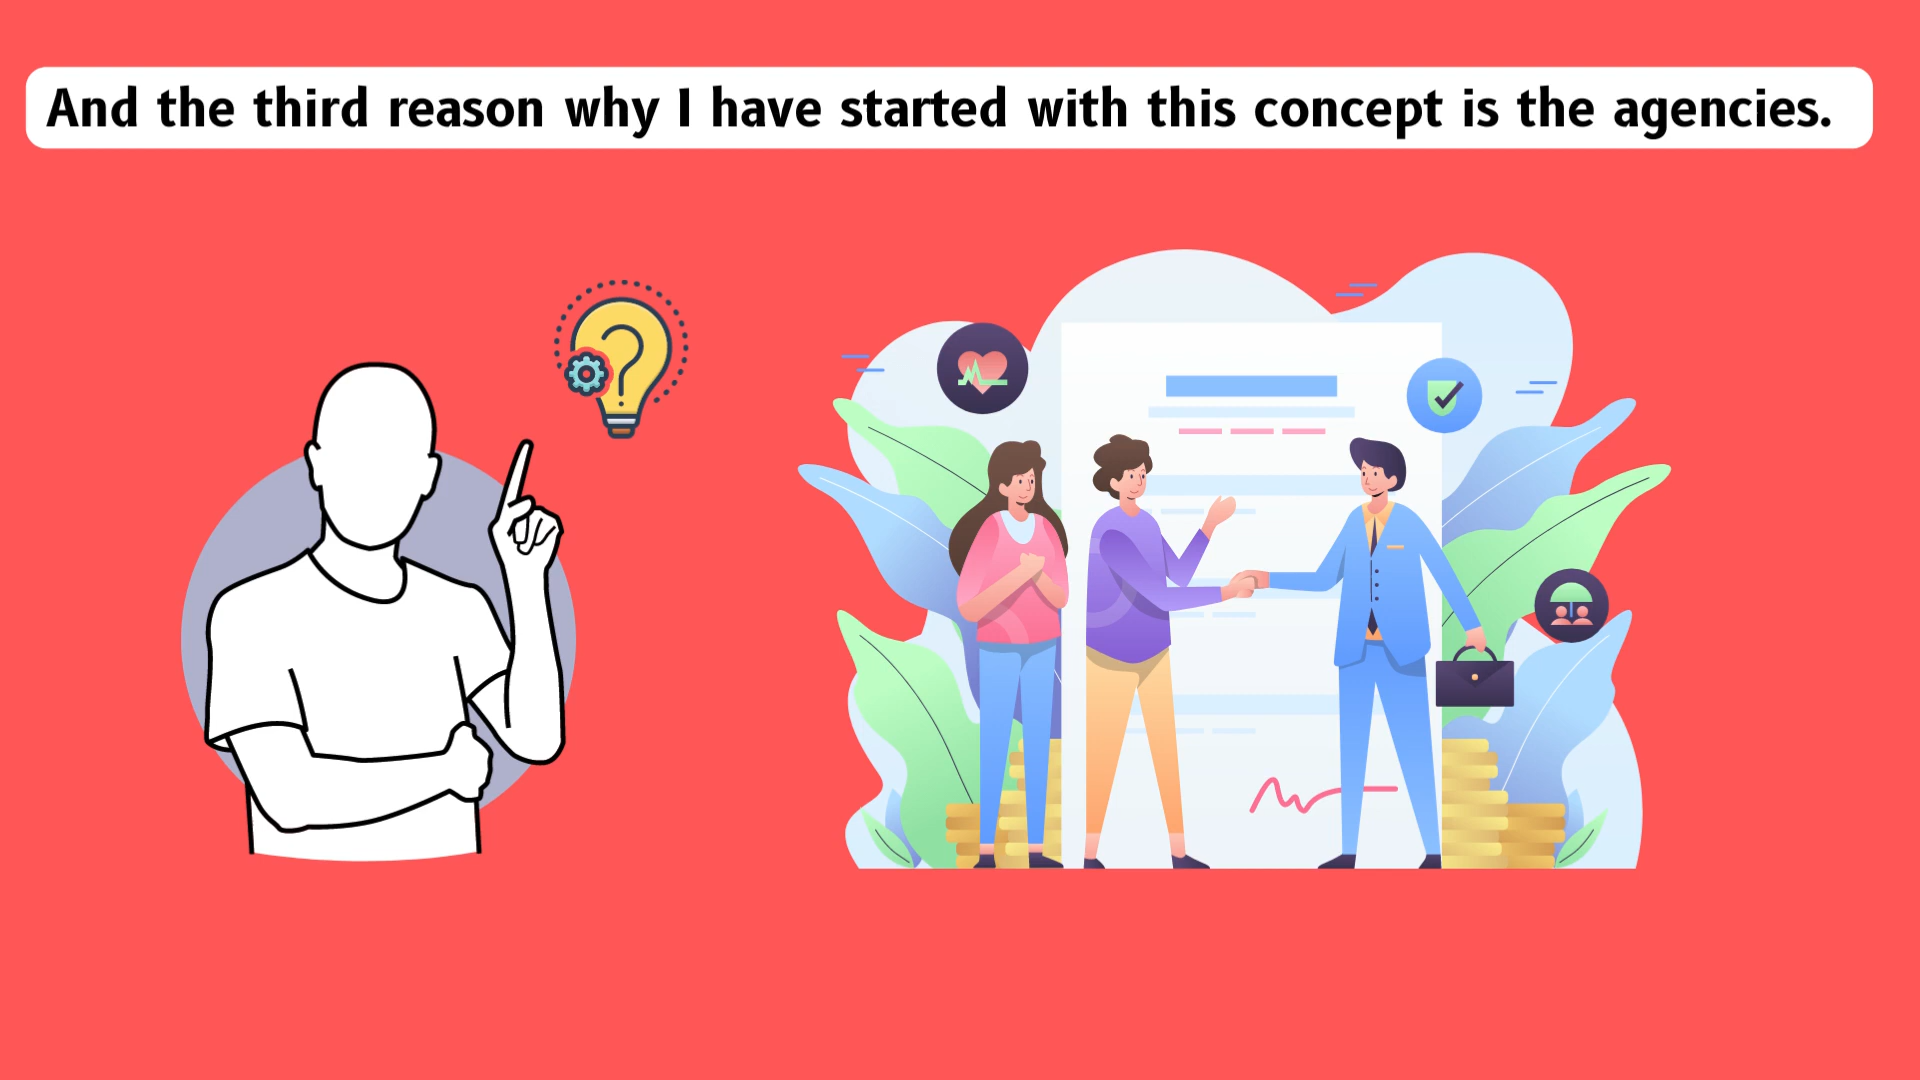 And the third reason why I have started with this concept is the agencies.